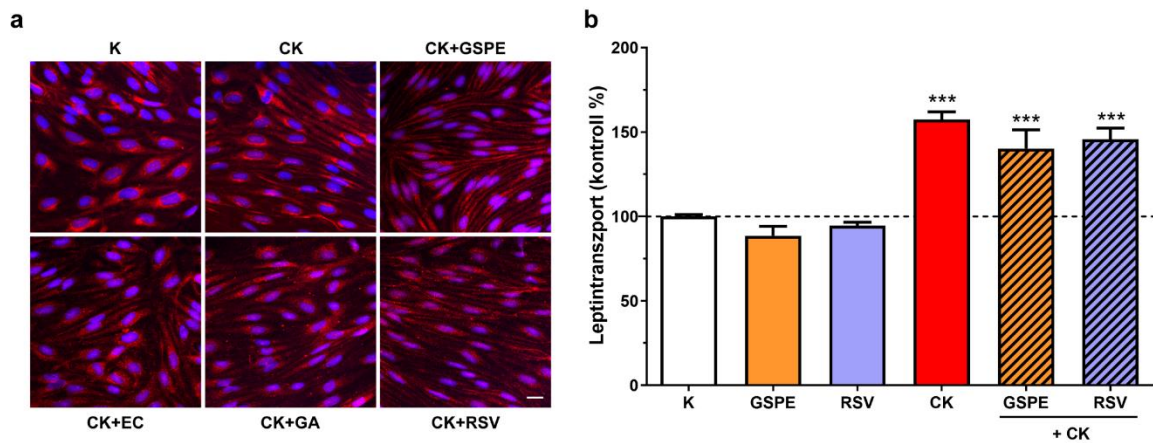 a
K CK CK+GSPE
CK+EC CK+GA CK+RSV
b
Leptintranszport (kontroll %)
200
150
100
50
0
*** *** ***
K GSPE RSV CK GSPE RSV
+ CK